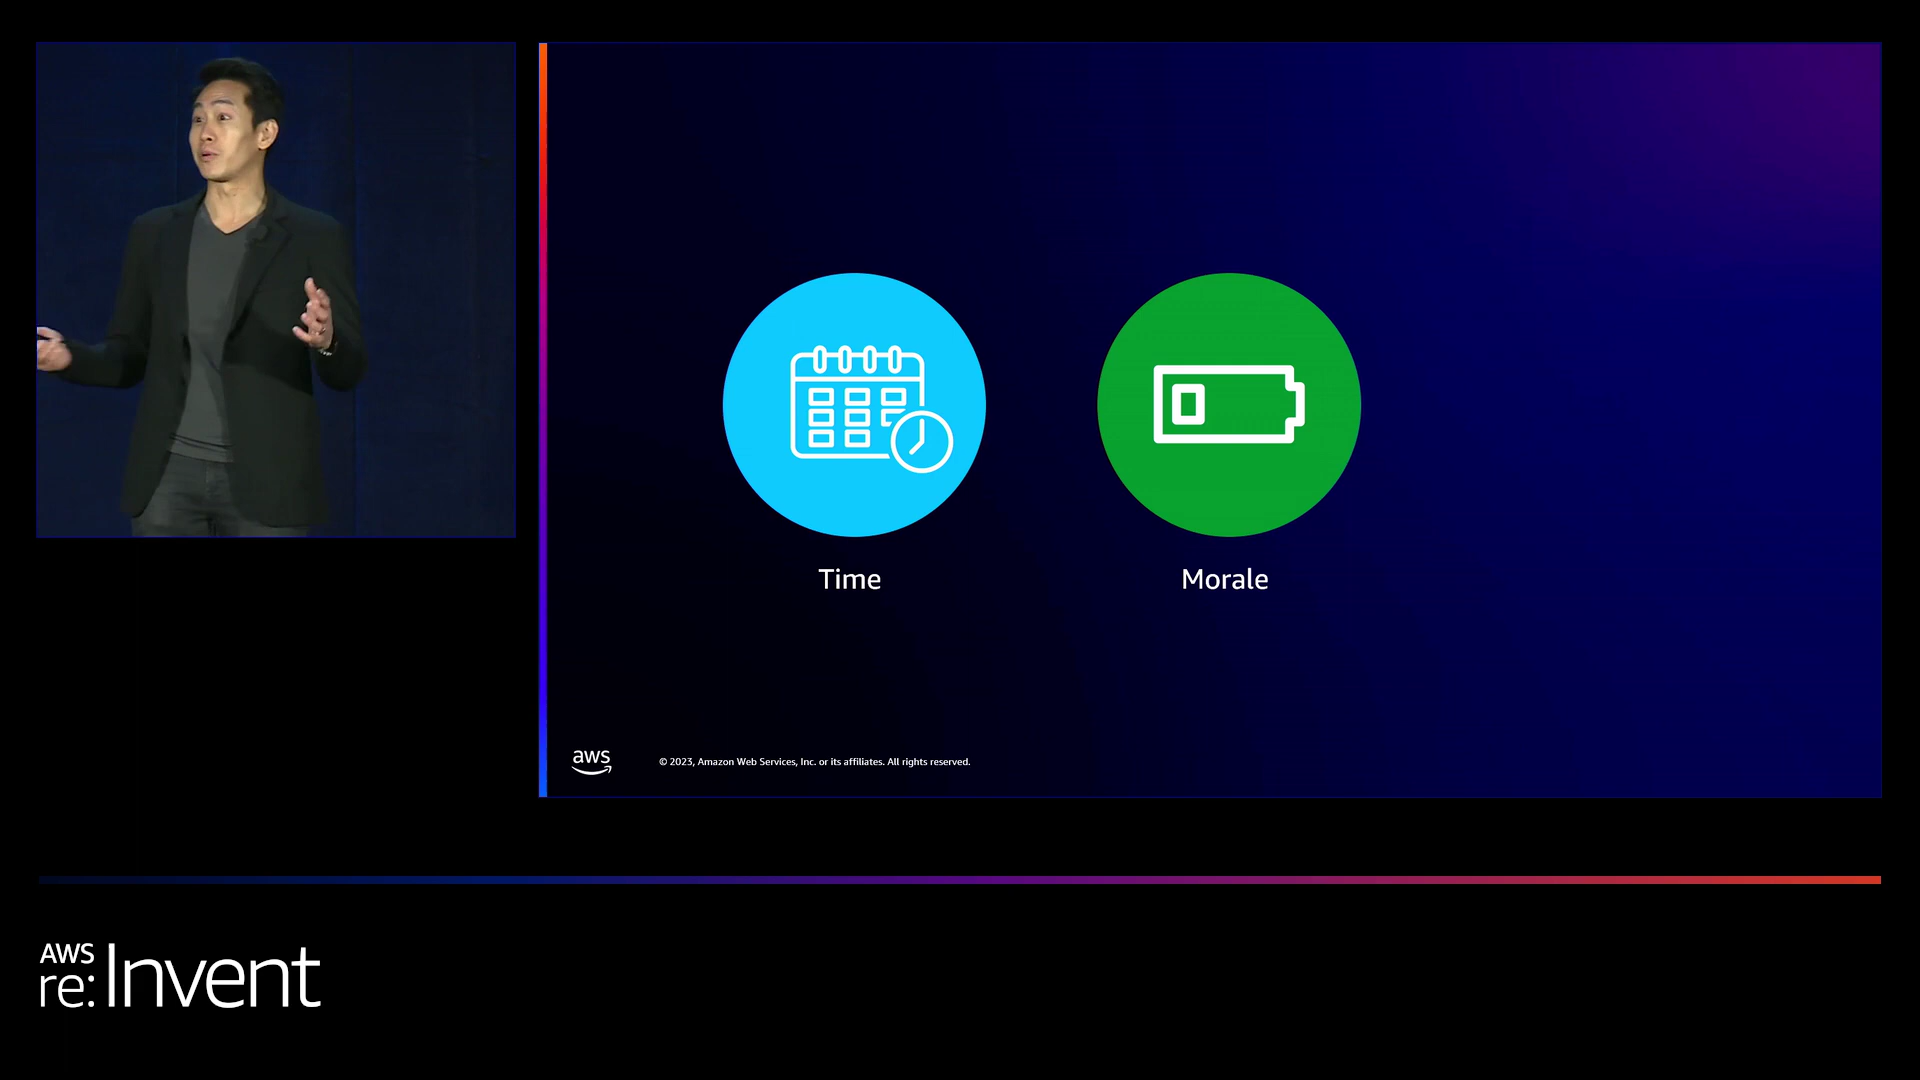 Time
Morale
aws
© 2023, Amazon Web Services, Inc. or its affiliates. All rights reserved.
AWS
re:Invent